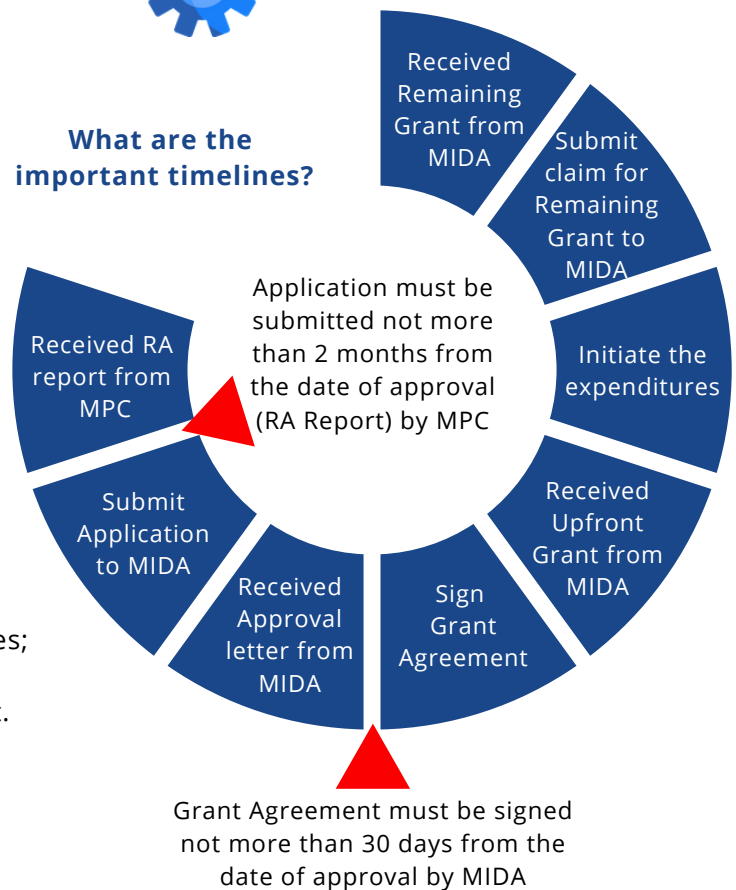 What are the
important timelines?
Received
Remaining
Grant from
MIDA
Submit
claim for
Remaining
Grant to
MIDA
Application must be
submitted not more
than 2 months from
the date of approval
(RA Report) by MPC
Received RA
report from
MPC
Initiate the
expenditures
Submit
Application
to MIDA
Received
Upfront
Grant from
MIDA
Received
Approval
letter from
MIDA
Sign
Grant
Agreement
es;
Grant Agreement must be signed
not more than 30 days from the
date of approval by MIDA